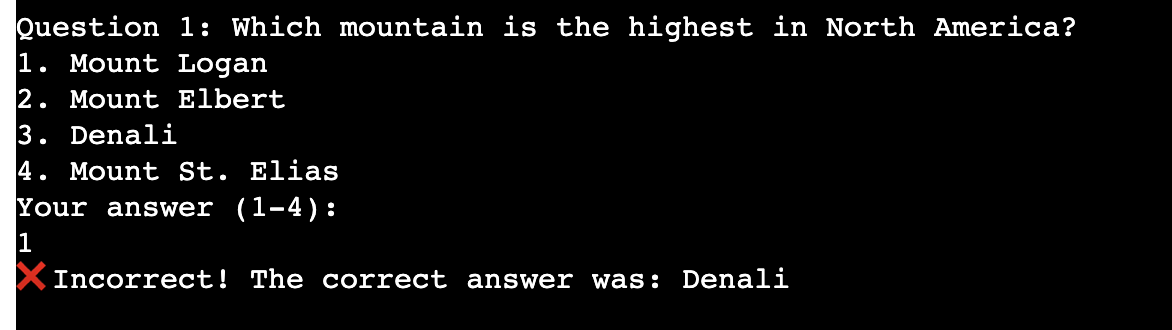 Question 1: Which mountain is the highest in North America?
1. Mount Logan
2. Mount Elbert
3. Denali
4. Mount St. Elias
Your answer (1-4):
1
❌ Incorrect! The correct answer was: Denali